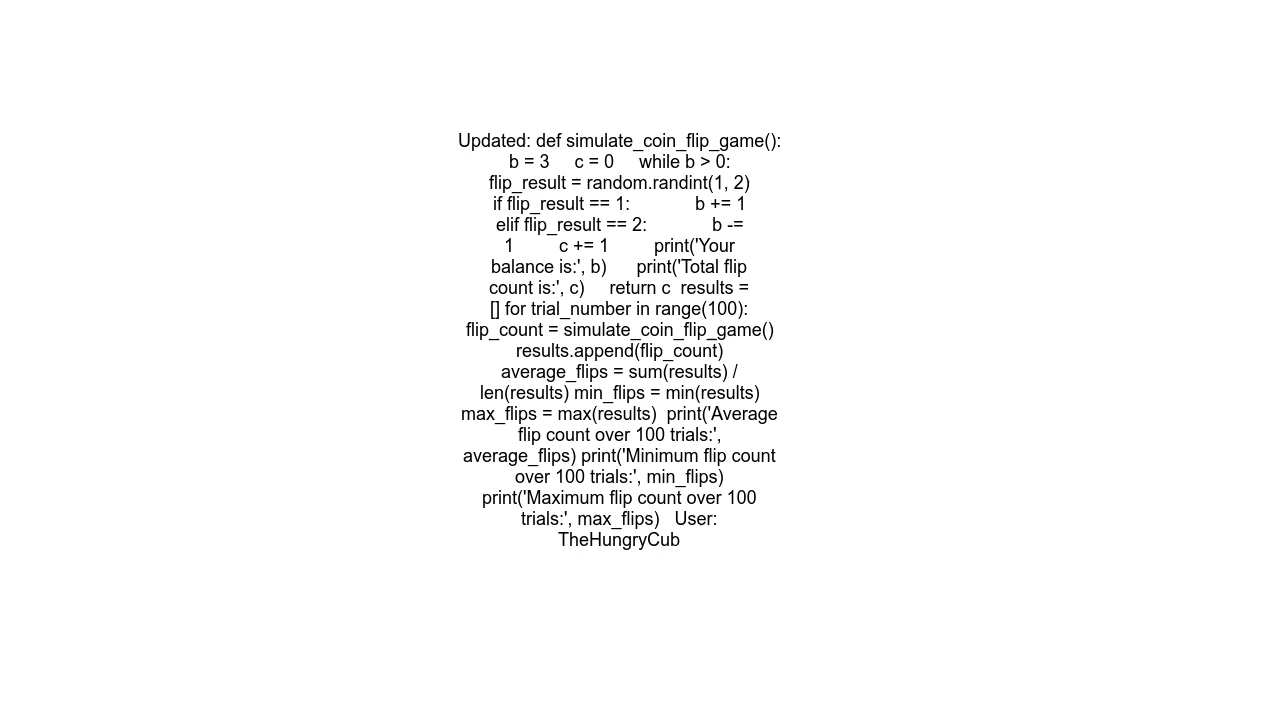 Updated: def simulate_coin_flip_game():
b = 3     c = 0     while b > 0:
flip_result = random.randint(1, 2)
if flip_result == 1:             b += 1
elif flip_result == 2:             b -=
1         c += 1         print('Your
balance is:', b)      print('Total flip
count is:', c)     return c  results =
[] for trial_number in range(100):
flip_count = simulate_coin_flip_game()
results.append(flip_count)
average_flips = sum(results) /
len(results) min_flips = min(results)
max_flips = max(results)  print('Average
flip count over 100 trials:',
average_flips) print('Minimum flip count
over 100 trials:', min_flips)
print('Maximum flip count over 100
trials:', max_flips)   User:
TheHungryCub